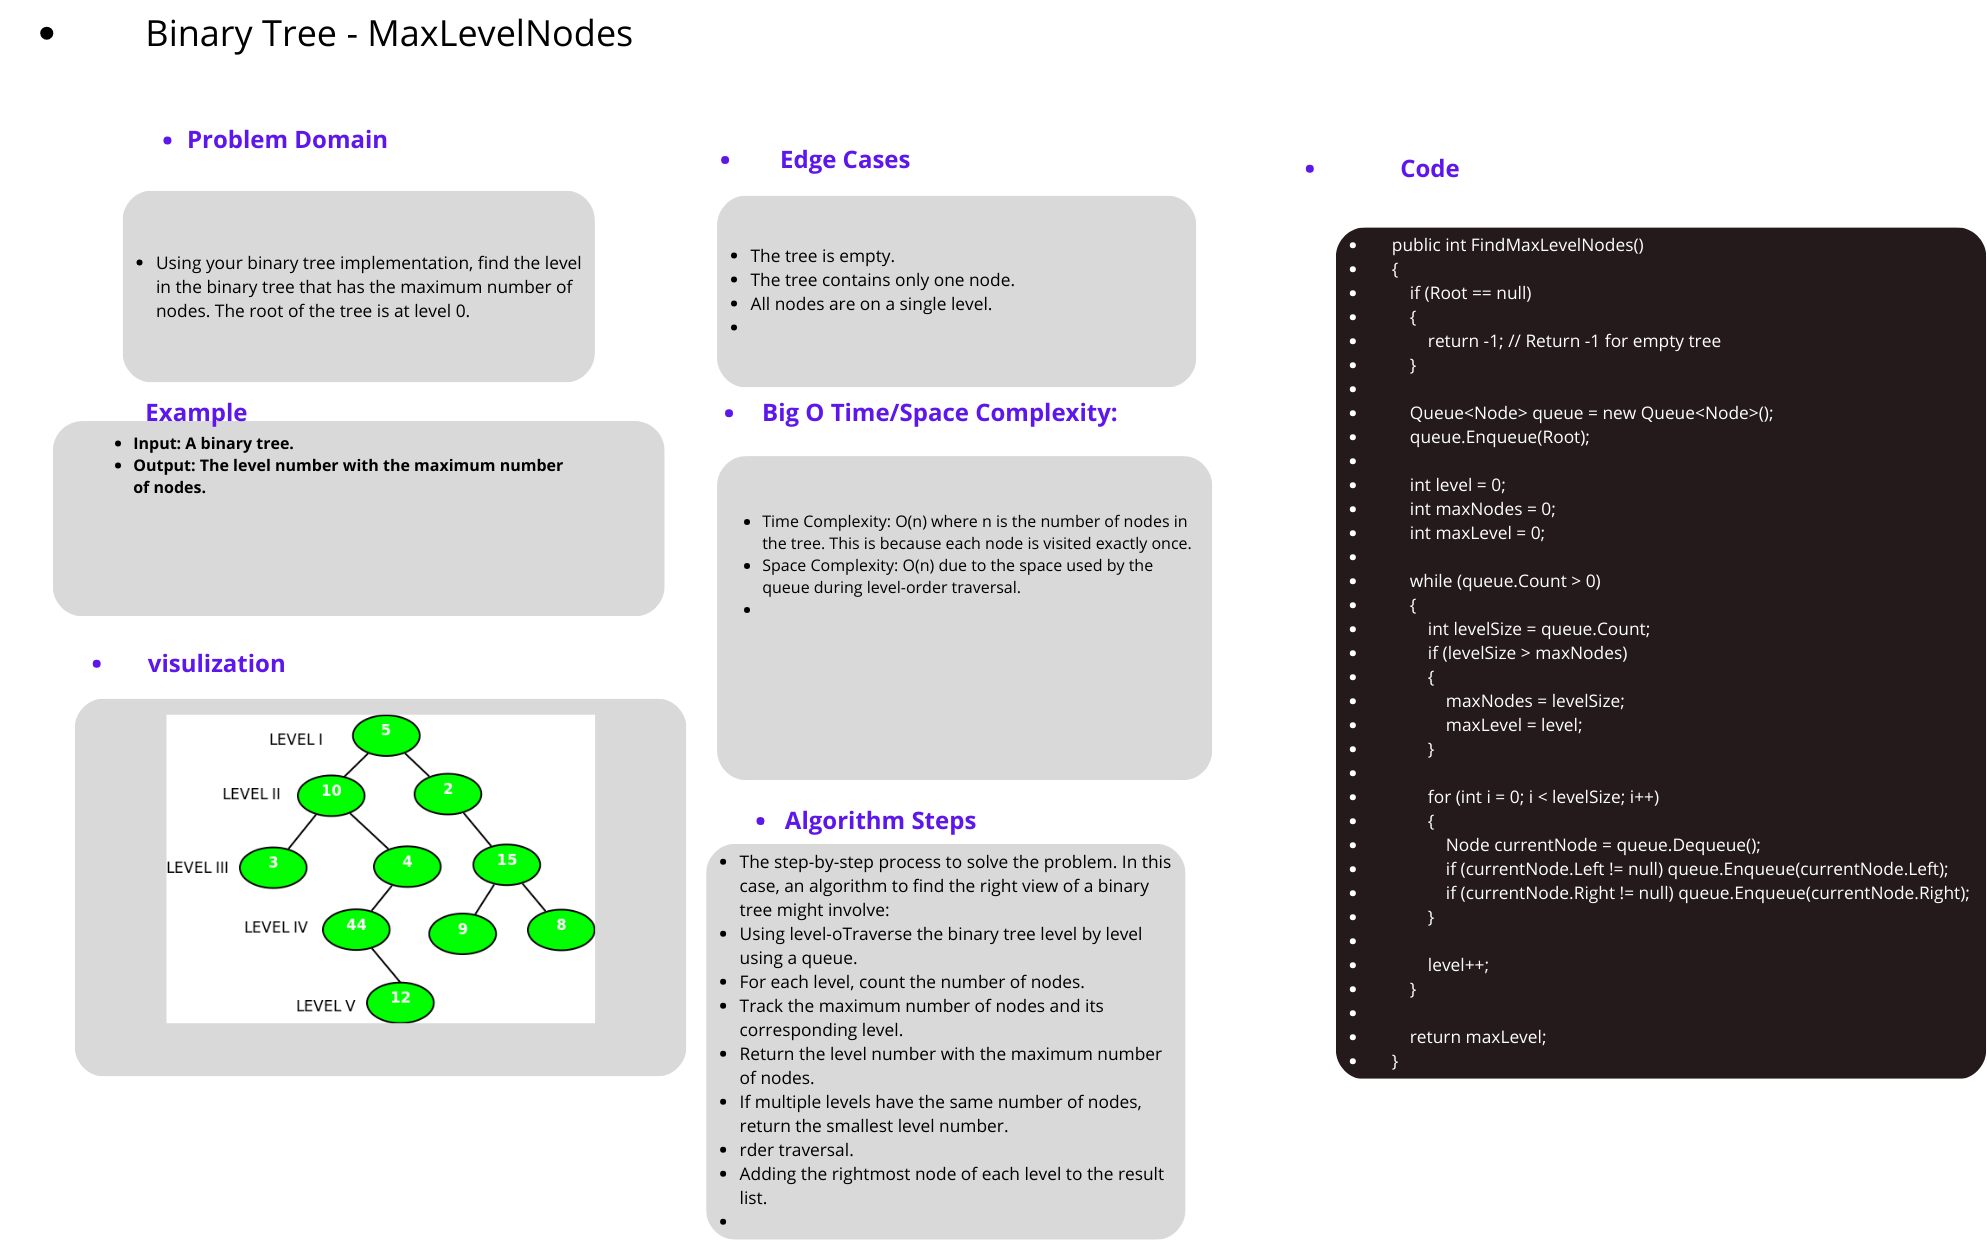 Binary Tree - MaxLevelNodes
Problem Domain
Using your binary tree implementation, find the level
in the binary tree that has the maximum number of
nodes. The root of the tree is at level 0.
Example
Input: A binary tree.
Output: The level number with the maximum number
of nodes.
visulization
LEVEL I
5
LEVEL II
10
2
LEVEL III
3
4
15
LEVEL IV
44
9
8
LEVEL V
12
Edge Cases
The tree is empty.
The tree contains only one node.
All nodes are on a single level.
Big O Time/Space Complexity:
Time Complexity: O(n) where n is the number of nodes in
the tree. This is because each node is visited exactly once.
Space Complexity: O(n) due to the space used by the
queue during level-order traversal.
Algorithm Steps
The step-by-step process to solve the problem. In this
case, an algorithm to find the right view of a binary
tree might involve:
Using level-oTraverse the binary tree level by level
using a queue.
For each level, count the number of nodes.
Track the maximum number of nodes and its
corresponding level.
Return the level number with the maximum number
of nodes.
If multiple levels have the same number of nodes,
return the smallest level number.
rder traversal.
Adding the rightmost node of each level to the result
list.
Code
public int FindMaxLevelNodes()
{
if (Root == null)
{
return -1; // Return -1 for empty tree
}
Queue<Node> queue = new Queue<Node>();
queue.Enqueue(Root);
int level = 0;
int maxNodes = 0;
int maxLevel = 0;
while (queue.Count > 0)
{
int levelSize = queue.Count;
if (levelSize > maxNodes)
{
maxNodes = levelSize;
maxLevel = level;
}
for (int i = 0; i < levelSize; i++)
{
Node currentNode = queue.Dequeue();
if (currentNode.Left != null) queue.Enqueue(currentNode.Left);
if (currentNode.Right != null) queue.Enqueue(currentNode.Right);
}
level++;
}
return maxLevel;
}